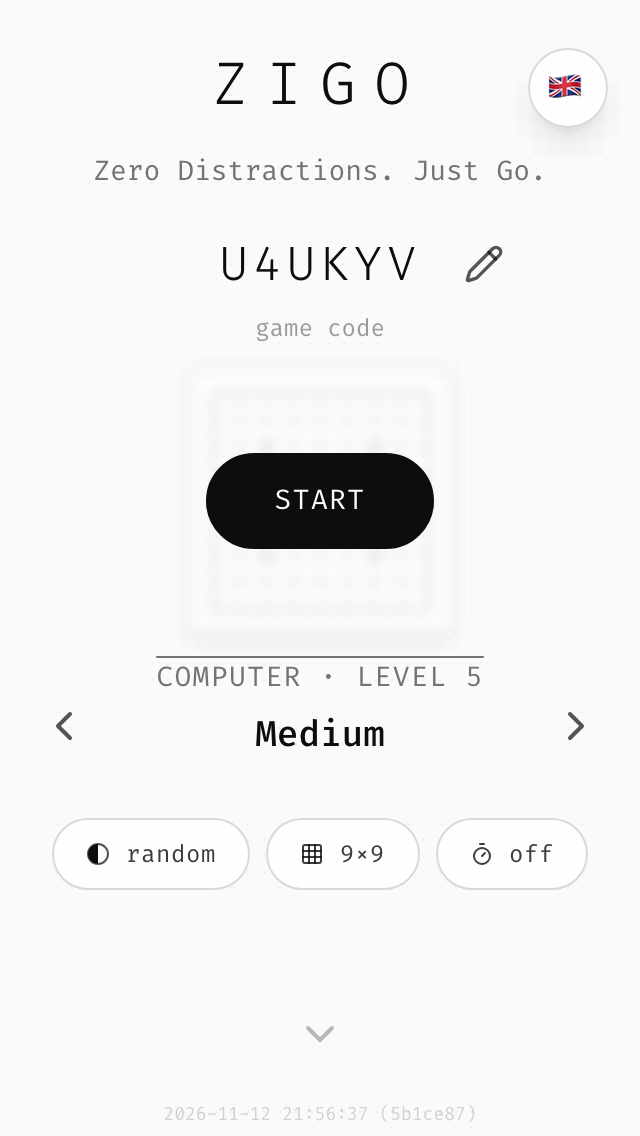 ZIGO
Zero Distractions. Just Go.
U4UKYV
game code
START
COMPUTER · LEVEL 5
Medium
random
9×9
off
2026-11-12 21:56:37 (5b1ce87)